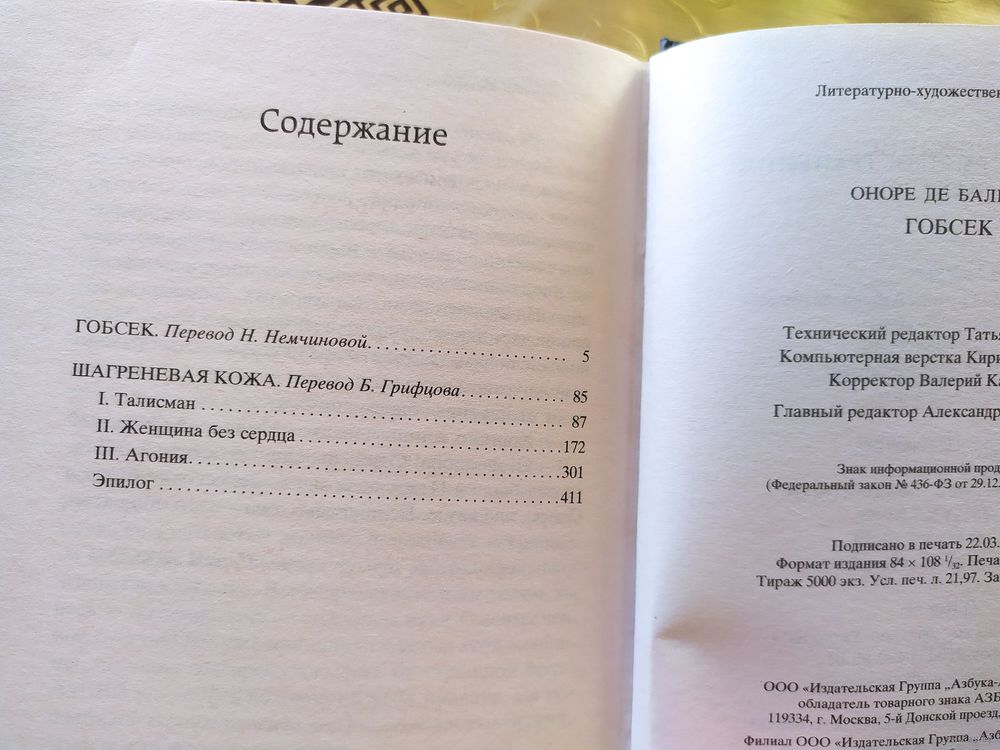 Содержание
ГОБСЕК. Перевод Н. Немчиновой. . . . . . . . . . . . . . . . . . . . . . . . . . 5
ШАГРЕНЕВАЯ КОЖА. Перевод Б. Грифцова. . . . . . . . . . . . . . . 85
I. Талисман . . . . . . . . . . . . . . . . . . . . . . . . . . . . . . . . . . . . . . . . 87
II. Женщина без сердца . . . . . . . . . . . . . . . . . . . . . . . . . . . . .172
III. Агония. . . . . . . . . . . . . . . . . . . . . . . . . . . . . . . . . . . . . . . .301
Эпилог . . . . . . . . . . . . . . . . . . . . . . . . . . . . . . . . . . . . . . . . . . .411
Литературно-художествен
ОНОРЕ ДЕ БАЛЬ
ГОБСЕК
Технический редактор Татья
Компьютерная верстка Кири
Корректор Валерий Ка
Главный редактор Александр
Знак информационной прод
(Федеральный закон № 436-ФЗ от 29.12.
Подписано в печать 22.03.
Формат издания 84 × 108 1/32. Печа
Тираж 5000 экз. Усл. печ. л. 21,97. За
ООО «Издательская Группа „Азбука-А
обладатель товарного знака АЗБ
119334, г. Москва, 5-й Донской проезд,
Филиал ООО «Издательская Группа „Азб